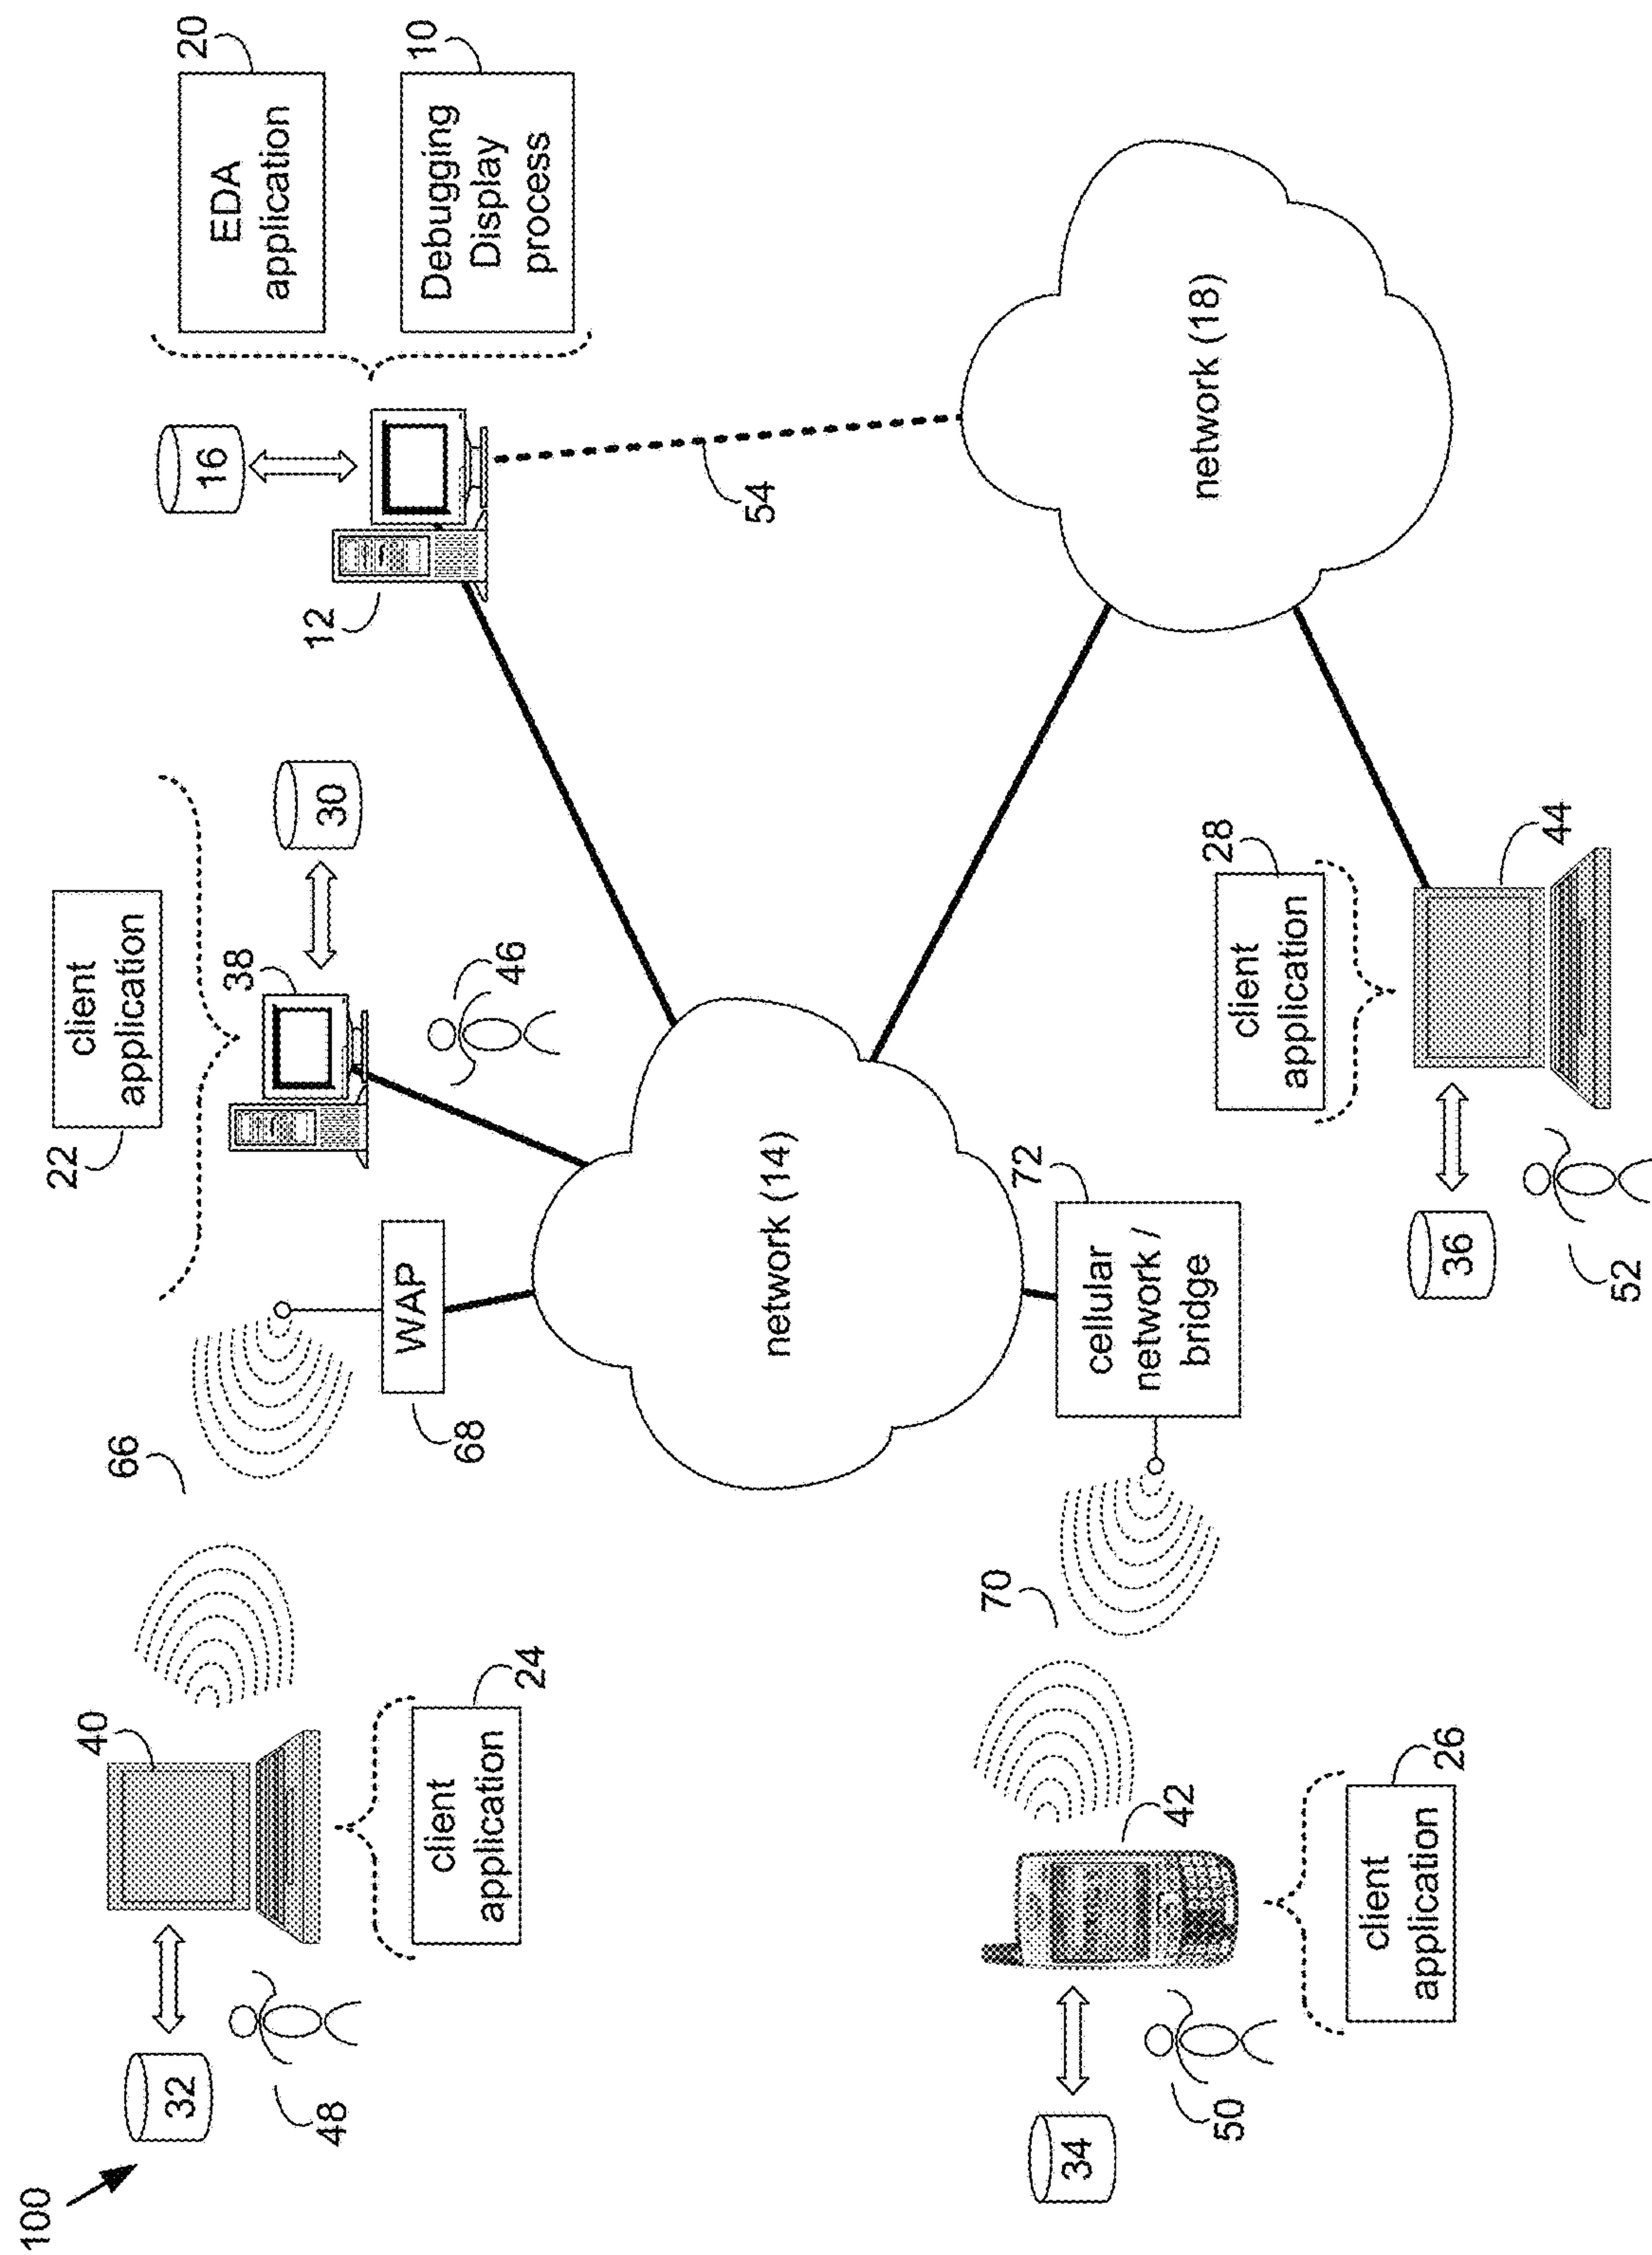 100
32
48
40
client
application
24
66
WAP
68
client
application
22
38
30
46
16
12
EDA
application
20
Debugging
Display
process
10
54
network (14)
network (18)
34
50
42
client
application
26
70
cellular
network /
bridge
72
client
application
28
36
52
44